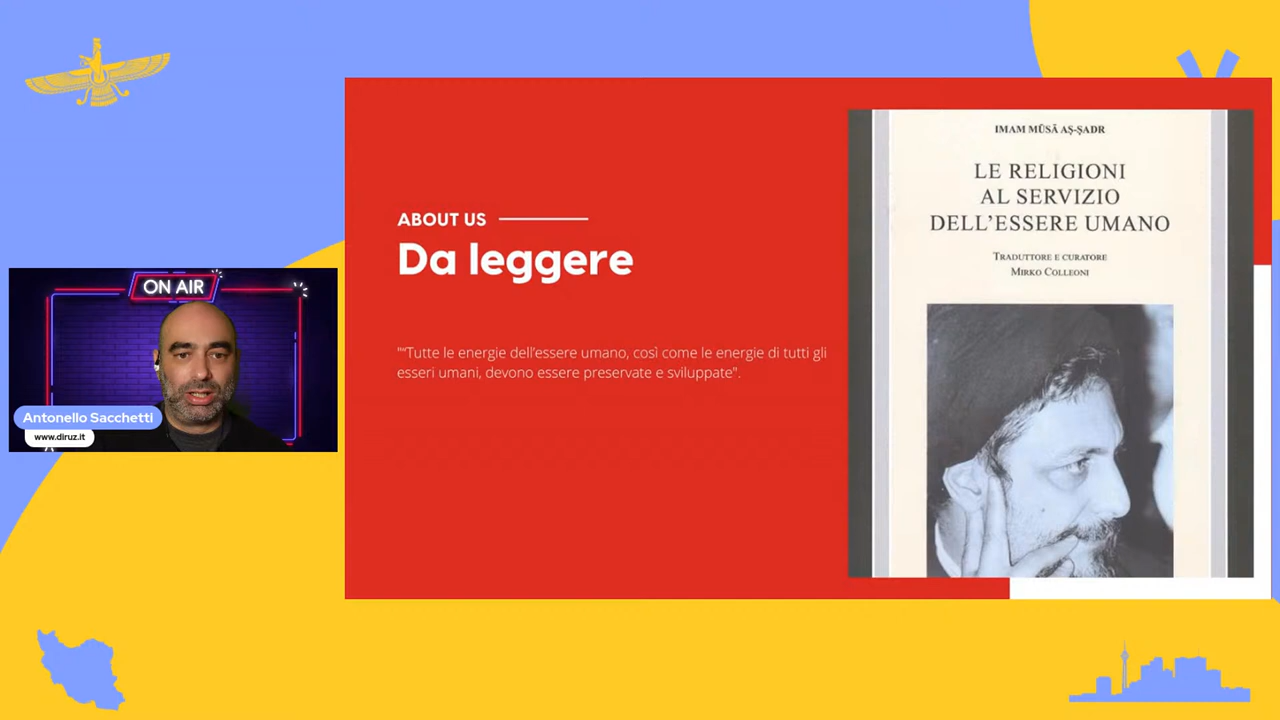 ON AIR
Antonello Sacchetti
www.diruz.it
ABOUT US
Da leggere
"“Tutte le energie dell'essere umano, così come le energie di tutti gli
esseri umani, devono essere preservate e sviluppate".
IMAM MŪSĀ AṢ-ṢADR
LE RELIGIONI
AL SERVIZIO
DELL'ESSERE UMANO
TRADUTTORE E CURATORE
MIRKO COLLEONI